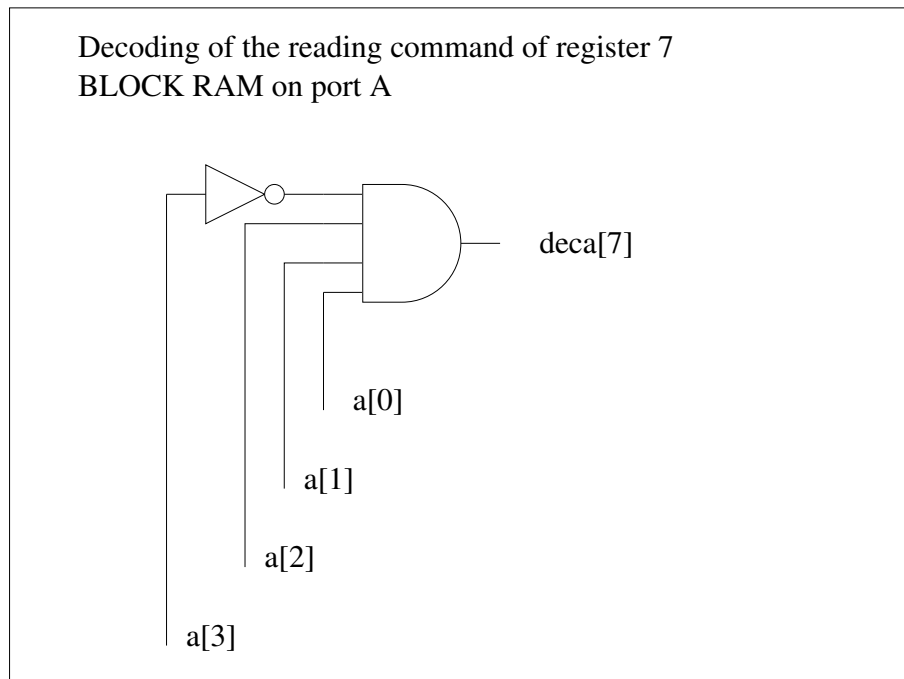 Decoding of the reading command of register 7
BLOCK RAM on port A
deca[7]
a[0]
a[1]
a[2]
a[3]